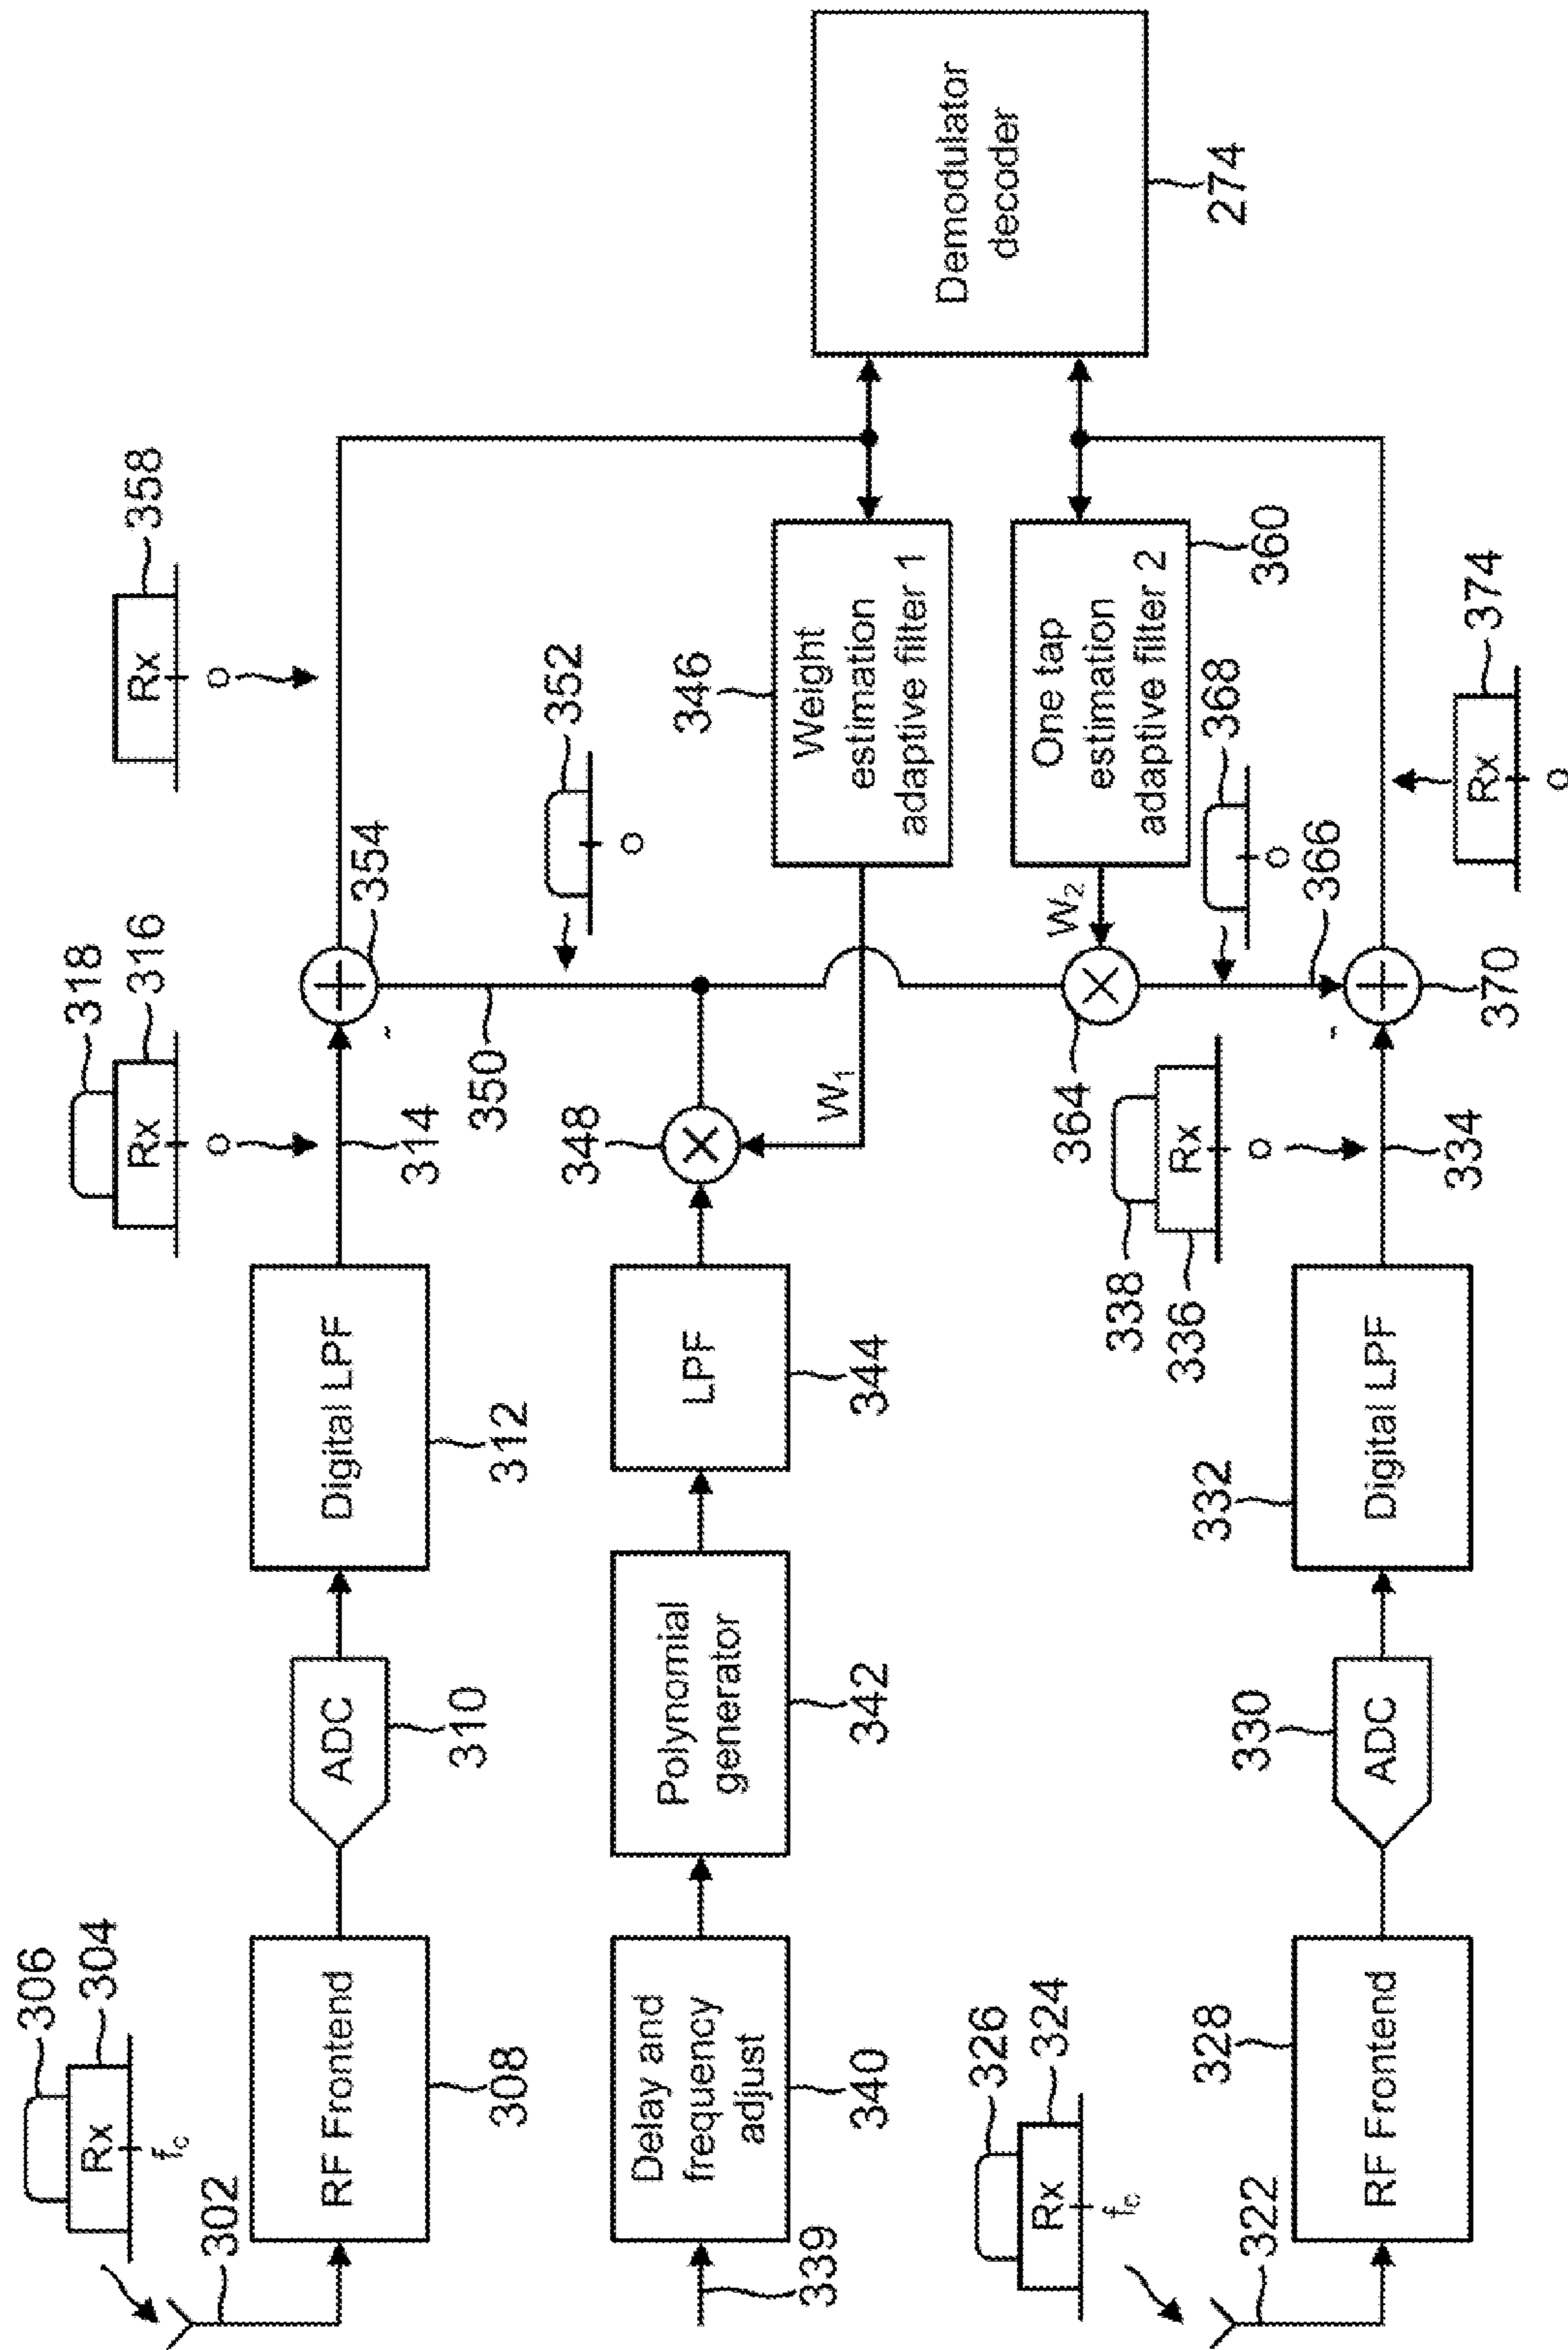 306
304
Rx
fc
302
RF Frontend
308
ADC
310
Digital LPF
312
318
316
Rx
O
314
354
-
358
Rx
O
339
Delay and
frequency
adjust
340
Polynomial
generator
342
LPF
344
348
W1
350
352
O
346
Weight
estimation
adaptive filter 1
One tap
estimation
adaptive filter 2
360
W2
364
368
O
366
Demodulator
decoder
274
326
324
Rx
fc
322
RF Frontend
328
ADC
330
Digital LPF
332
338
336
Rx
O
334
-
370
374
Rx
O